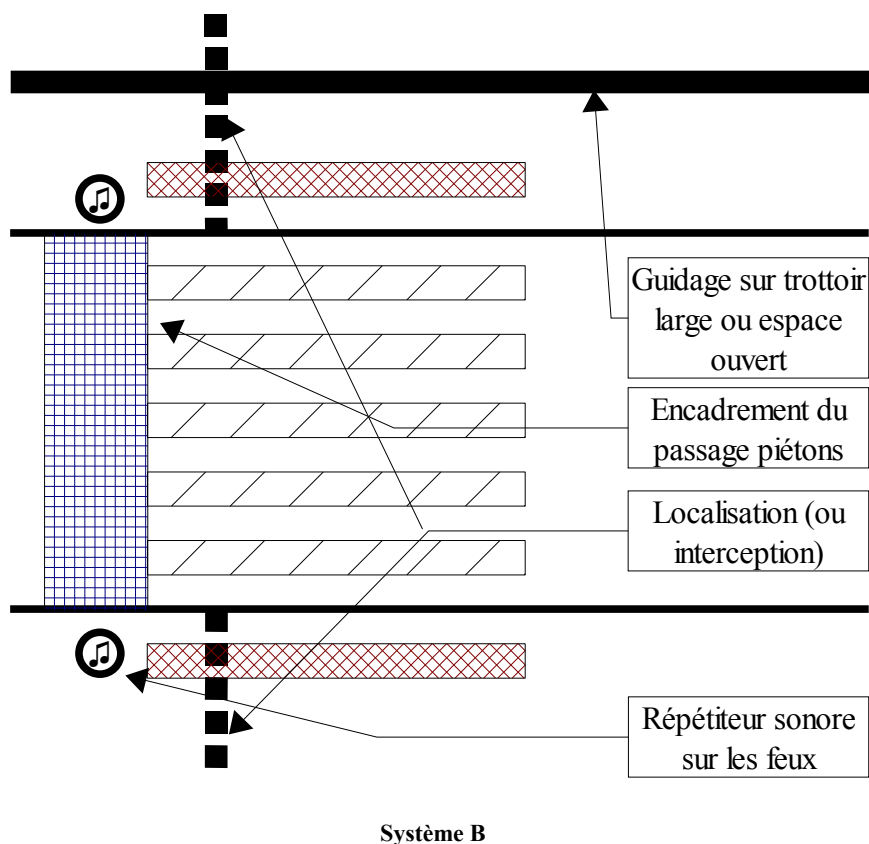 Guidage sur trottoir
large ou espace
ouvert
Encadrement du
passage piétons
Localisation (ou
interception)
Répétiteur sonore
sur les feux
Système B